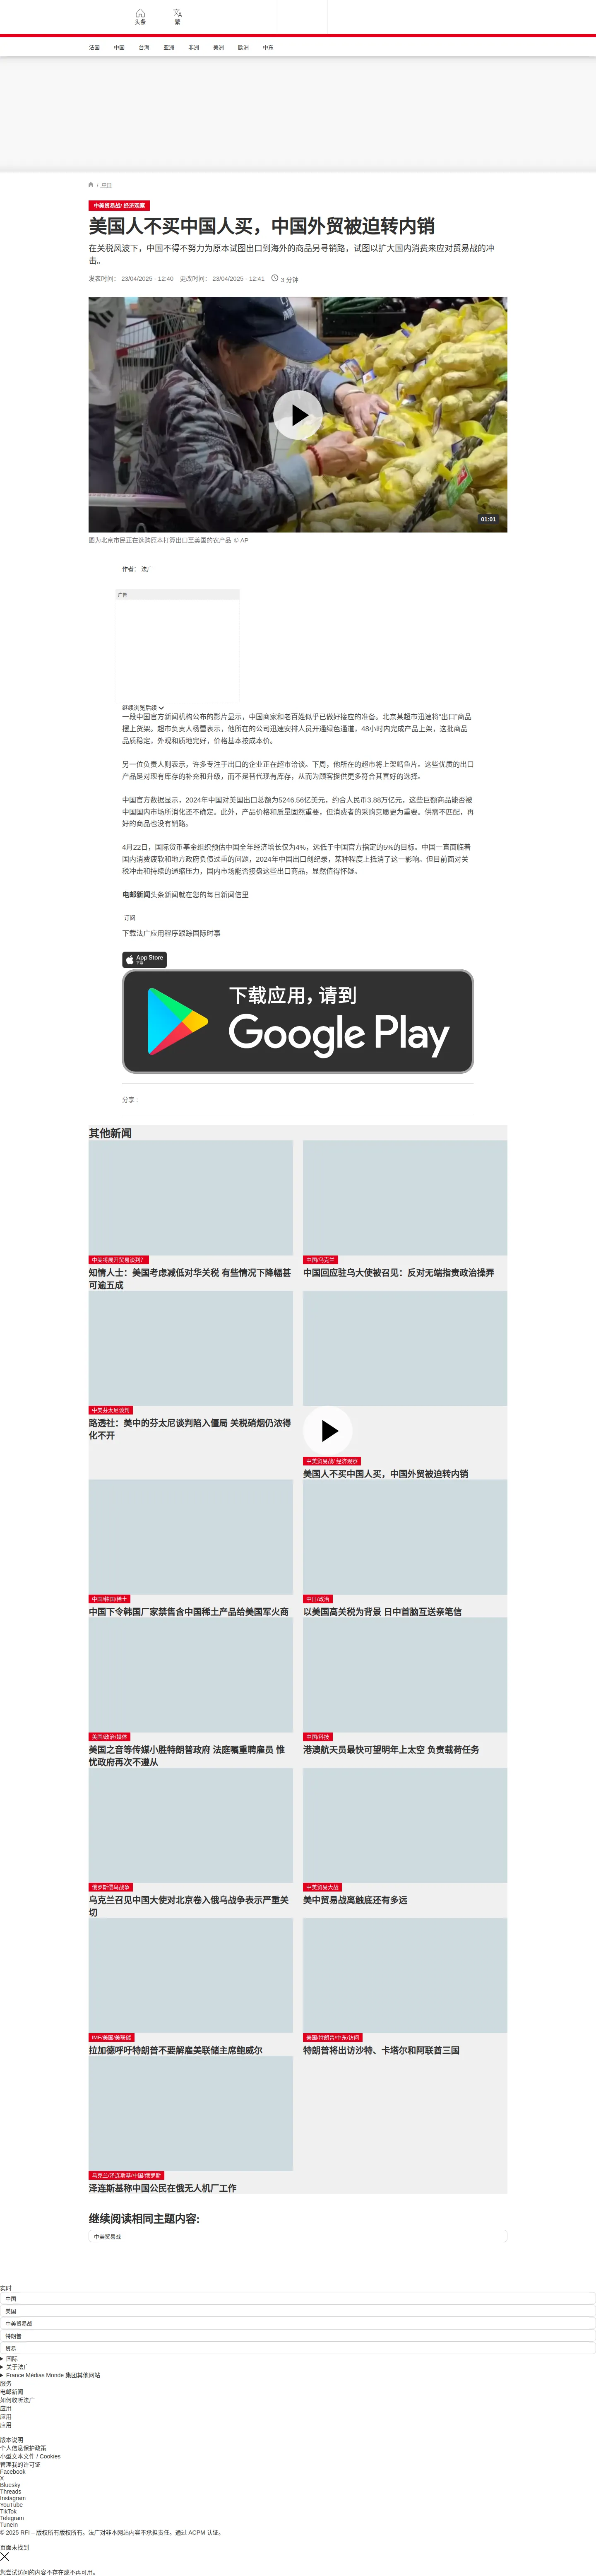 头条
繁
法国
中国
台海
亚洲
非洲
美洲
欧洲
中东
/ 中国
中美贸易战/ 经济观察
美国人不买中国人买，中国外贸被迫转内销
在关税风波下，中国不得不努力为原本试图出口到海外的商品另寻销路，试图以扩大国内消费来应对贸易战的冲
击。
发表时间： 23/04/2025 - 12:40 更改时间： 23/04/2025 - 12:41 3 分钟
01:01
图为北京市民正在选购原本打算出口至美国的农产品 © AP
作者： 法广
广告
继续浏览后续
一段中国官方新闻机构公布的影片显示，中国商家和老百姓似乎已做好接应的准备。北京某超市迅速将“出口”商品
摆上货架。超市负责人杨蕾表示，他所在的公司迅速安排人员开通绿色通道，48小时内完成产品上架，这批商品
品质稳定，外观和质地完好，价格基本按成本价。
另一位负责人则表示，许多专注于出口的企业正在超市洽谈。下周，他所在的超市将上架鳕鱼片。这些优质的出口
产品是对现有库存的补充和升级，而不是替代现有库存，从而为顾客提供更多符合其喜好的选择。
中国官方数据显示，2024年中国对美国出口总额为5246,56亿美元，约合人民币3.88万亿元，这些巨额商品能否被
中国国内市场所消化还不确定。此外，产品价格和质量固然重要，但消费者的采购意愿更为重要。供需不匹配，再
好的商品也没有销路。
4月22日，国际货币基金组织预估中国全年经济增长仅为4%，远低于中国官方指定的5%的目标。中国一直面临着
国内消费疲软和地方政府负债过重的问题，2024年中国出口创纪录，某种程度上抵消了这一影响。但目前面对关
税冲击和持续的通缩压力，国内市场能否接盘这些出口商品，显然值得怀疑。
电邮新闻头条新闻就在您的每日新闻信里
订阅
下载法广应用程序跟踪国际时事
App Store
下载
下载应用，请到
Google Play
分享 :
其他新闻
中美将展开贸易谈判？
知情人士：美国考虑减低对华关税 有些情况下降幅甚
可逾五成
中国/乌克兰
中国回应驻乌大使被召见：反对无端指责政治操弄
中美芬太尼谈判
路透社：美中的芬太尼谈判陷入僵局 关税硝烟仍浓得
化不开
中美贸易战/ 经济观察
美国人不买中国人买，中国外贸被迫转内销
中国/韩国/稀土
中国下令韩国厂家禁售含中国稀土产品给美国军火商
中日/政治
以美国高关税为背景 日中首脑互送亲笔信
美国/政治/媒体
美国之音等传媒小胜特朗普政府 法庭嘱重聘雇员 惟
忧政府再次不遵从
中国/科技
港澳航天员最快可望明年上太空 负责载荷任务
俄罗斯侵乌战争
乌克兰召见中国大使对北京卷入俄乌战争表示严重关
切
中美贸易大战
美中贸易战离触底还有多远
IMF/美国/美联储
拉加德呼吁特朗普不要解雇美联储主席鲍威尔
美国/特朗普/中东/访问
特朗普将出访沙特、卡塔尔和阿联酋三国
乌克兰/泽连斯基/中国/俄罗斯
泽连斯基称中国公民在俄无人机厂工作
继续阅读相同主题内容:
中美贸易战
实时
中国
美国
中美贸易战
特朗普
贸易
国际
关于法广
France Médias Monde 集团其他网站
服务
电邮新闻
如何收听法广
应用
应用
应用
版本说明
个人信息保护政策
小型文本文件 / Cookies
管理我的许可证
Facebook
X
Bluesky
Threads
Instagram
YouTube
TikTok
Telegram
TuneIn
© 2025 RFI – 版权所有版权所有。法广对非本网站内容不承担责任。通过 ACPM 认证。
页面未找到
您尝试访问的内容不存在或不再可用。